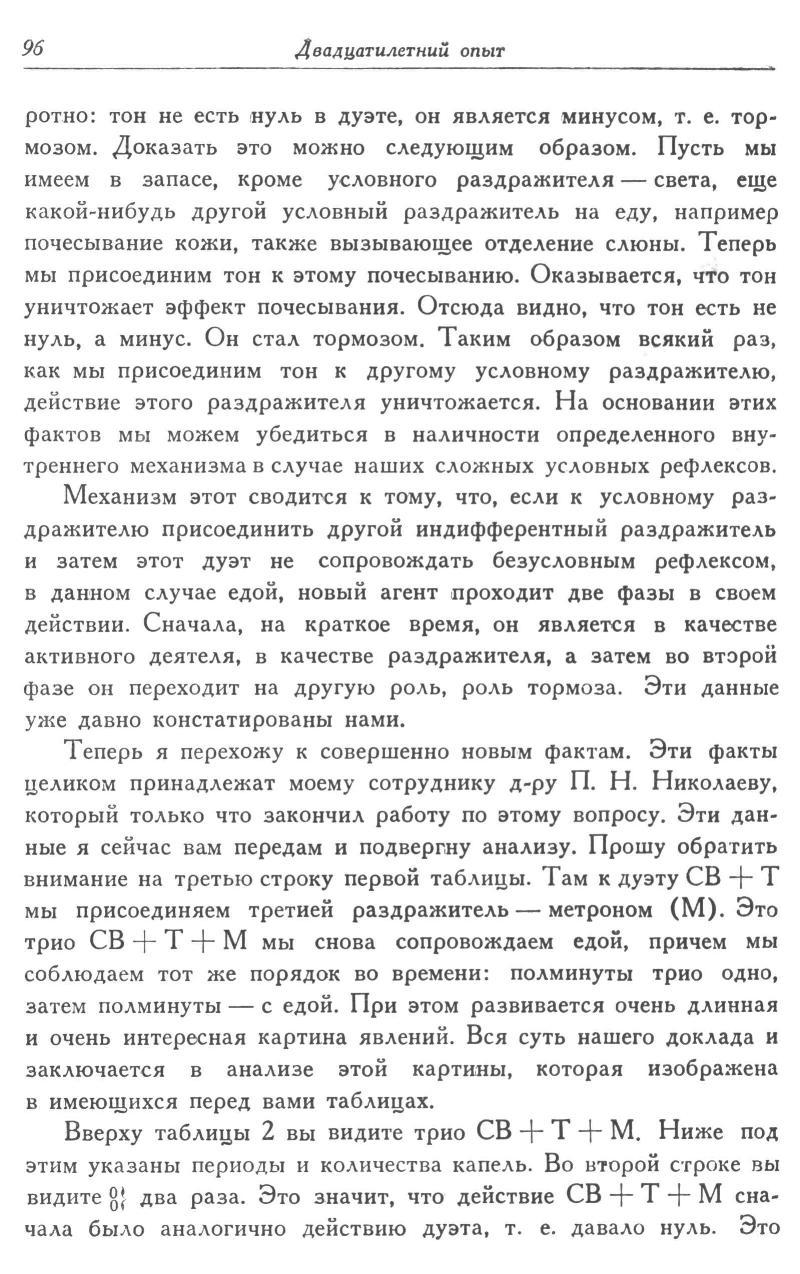 96
Двадцатилетний опыт
ротно: тон не есть нуль в дуэте, он является минусом, т. е. тор-
мозом. Доказать это можно следующим образом. Пусть мы
имеем в запасе, кроме условного раздражителя — света, еще
какой-нибудь другой условный раздражитель на еду, например
почесывание кожи, также вызывающее отделение слюны. Теперь
мы присоединим тон к этому почесыванию. Оказывается, что тон
уничтожает эффект почесывания. Отсюда видно, что тон есть не
нуль, а минус. Он стал тормозом. Таким образом всякий раз,
как мы присоединим тон к другому условному раздражителю,
действие этого раздражителя уничтожается. На основании этих
фактов мы можем убедиться в наличности определенного вну-
треннего механизма в случае наших сложных условных рефлексов.
Механизм этот сводится к тому, что, если к условному раз-
дражителю присоединить другой индифферентный раздражитель
и затем этот дуэт не сопровождать безусловным рефлексом,
в данном случае едой, новый агент проходит две фазы в своем
действии. Сначала, на краткое время, он является в качестве
активного деятеля, в качестве раздражителя, а затем во второй
фазе он переходит на другую роль, роль тормоза. Эти данные
уже давно констатированы нами.
Теперь я перехожу к совершенно новым фактам. Эти факты
целиком принадлежат моему сотруднику д-ру П. Н. Николаеву,
который только что закончил работу по этому вопросу. Эти дан-
ные я сейчас вам передам и подвергну анализу. Прошу обратить
внимание на третью строку первой таблицы. Там к дуэту СВ + Т
мы присоединяем третией раздражитель — метроном (М). Это
трио СВ + Т + М мы снова сопровождаем едой, причем мы
соблюдаем тот же порядок во времени: полминуты трио одно,
затем полминуты — с едой. При этом развивается очень длинная
и очень интересная картина явлений. Вся суть нашего доклада и
заключается в анализе этой картины, которая изображена
в имеющихся перед вами таблицах.
Вверху таблицы 2 вы видите трио СВ + Т + М. Ниже под
этим указаны периоды и количества капель. Во второй строке вы
видите два раза. Это значит, что действие СВ + Т + М сна-
чала было аналогично действию дуэта, т. е. давало нуль. Это